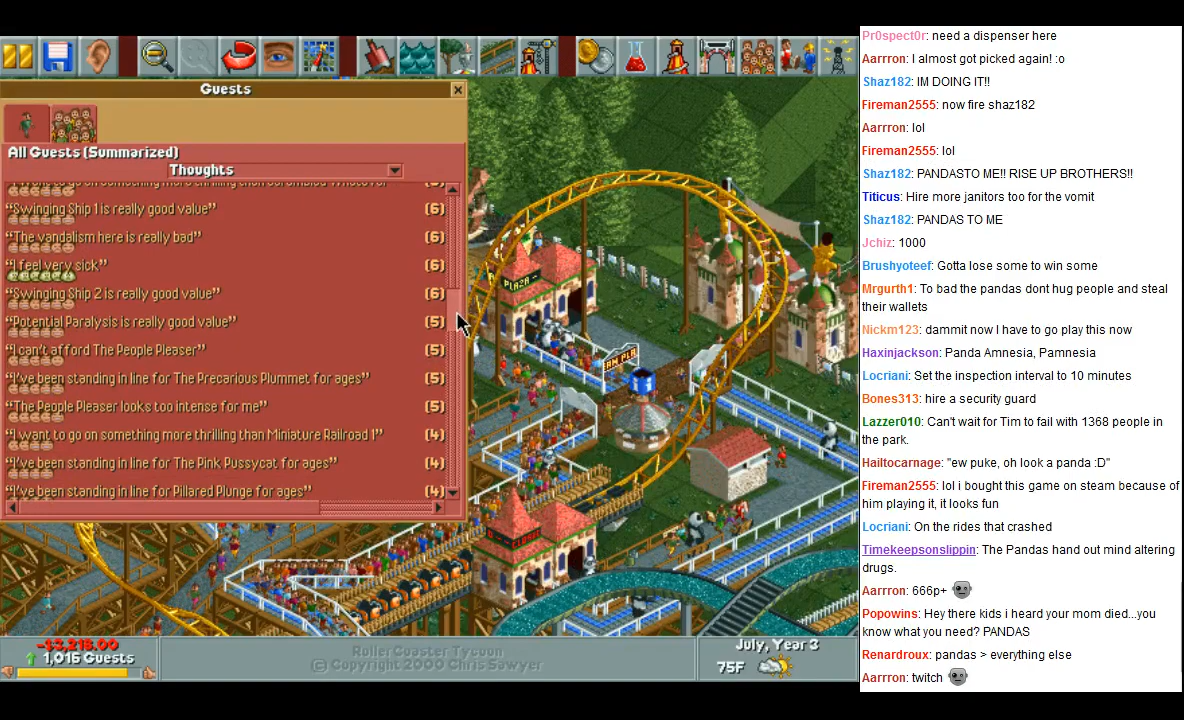 Guests
All Guests (Summarized)
Thoughts
"I want to go on something more thrilling than Scrambled Whatever"
"Swinging Ship 1 is really good value" (6)
"The vandalism here is really bad" (6)
"I feel very sick" (6)
"Swinging Ship 2 is really good value" (6)
"Potential Paralysis is really good value" (5)
"I can't afford The People Pleaser" (5)
"I've been standing in line for The Precarious Plummet for ages" (5)
"The People Pleaser looks too intense for me" (5)
"I want to go on something more thrilling than Miniature Railroad 1" (4)
"I've been standing in line for The Pink Pussycat for ages" (4)
"I've been standing in line for Pillared Plunge for ages" (4)
PLAZA
-$3,213.00
1,015 Guests
RollerCoaster Tycoon
© Copyright 2000 Chris Sawyer
July, Year 3
75F
Pr0spect0r: need a dispenser here
Aarrron: I almost got picked again! :o
Shaz182: IM DOING IT!!
Fireman2555: now fire shaz182
Aarrron: lol
Fireman2555: lol
Shaz182: PANDASTO ME!! RISE UP BROTHERS!!
Titicus: Hire more janitors too for the vomit
Shaz182: PANDAS TO ME
Jchiz: 1000
Brushyoteef: Gotta lose some to win some
Mrgurth1: To bad the pandas dont hug people and steal
their wallets
Nickm123: dammit now I have to go play this now
Haxinjackson: Panda Amnesia, Pamnesia
Locriani: Set the inspection interval to 10 minutes
Bones313: hire a security guard
Lazzer010: Can't wait for Tim to fail with 1368 people in
the park.
Hailtocarnage: "ew puke, oh look a panda :D"
Fireman2555: lol i bought this game on steam because of
him playing it, it looks fun
Locriani: On the rides that crashed
Timekeepsonslippin: The Pandas hand out mind altering
drugs.
Aarrron: 666p+
Popowins: Hey there kids i heard your mom died...you
know what you need? PANDAS
Renardroux: pandas > everything else
Aarrron: twitch